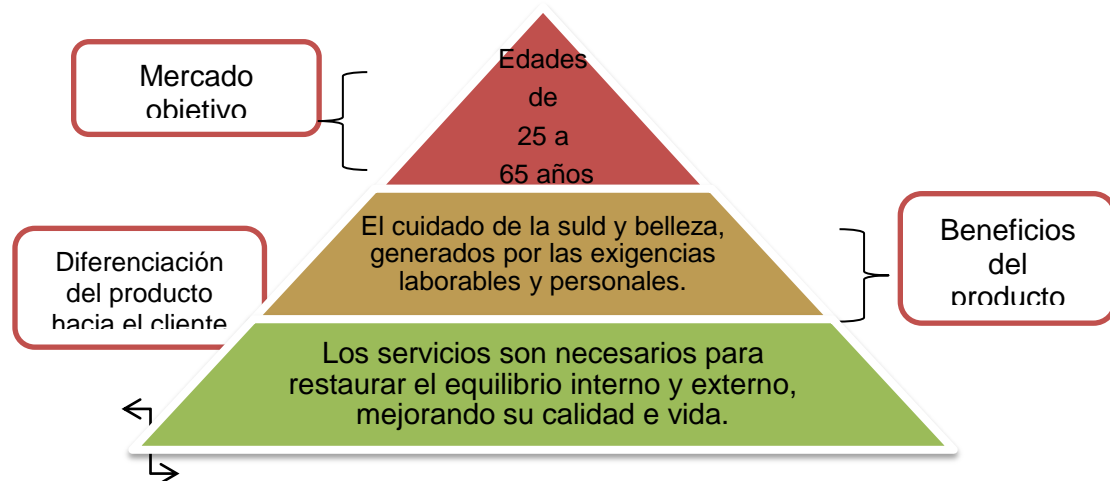 Mercado
objetivo
Edades
de
25 a
65 años
El cuidado de la suld y belleza,
generados por las exigencias
laborables y personales.
Beneficios
del
producto
Diferenciación
del producto
hacia el cliente
Los servicios son necesarios para
restaurar el equilibrio interno y externo,
mejorando su calidad e vida.